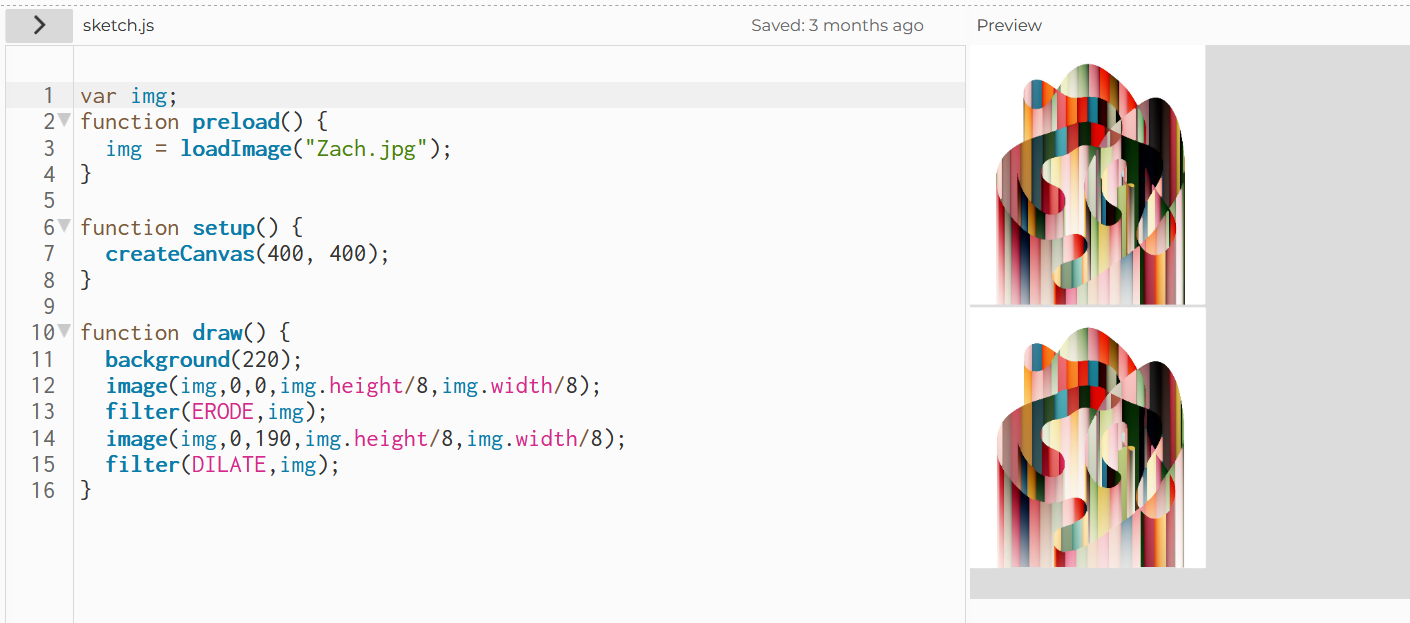 sketch.js
Saved: 3 months ago
Preview
1 var img;
2 function preload() {
3   img = loadImage("Zach.jpg");
4 }
5
6 function setup() {
7   createCanvas(400, 400);
8 }
9
10 function draw() {
11   background(220);
12   image(img,0,0,img.height/8,img.width/8);
13   filter(ERODE,img);
14   image(img,0,190,img.height/8,img.width/8);
15   filter(DILATE,img);
16 }